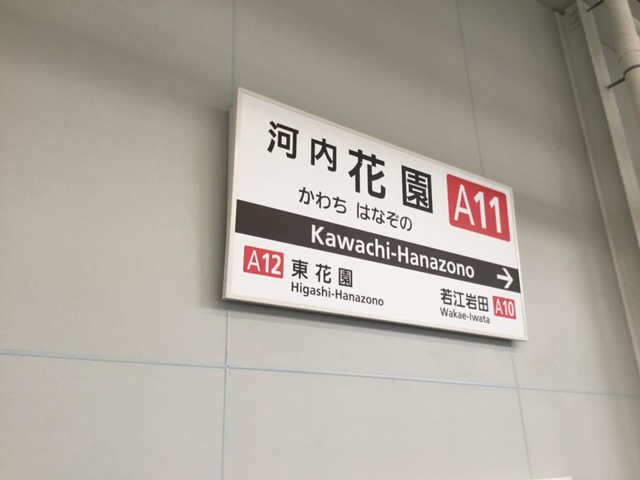 河内花園
A11
かわち はなぞの
Kawachi-Hanazono
A12 東花園
Higashi-Hanazono
若江岩田 A10
Wakae-Iwata